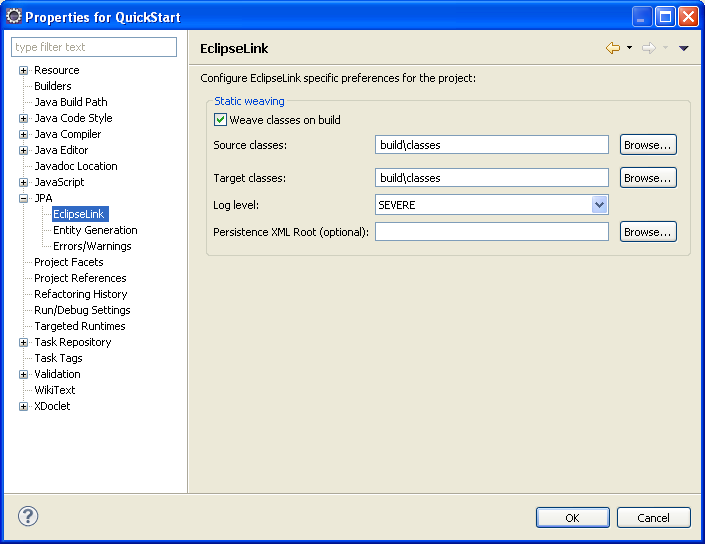 Properties for QuickStart
type filter text
Resource
Builders
Java Build Path
Java Code Style
Java Compiler
Java Editor
Javadoc Location
JavaScript
JPA
EclipseLink
Entity Generation
Errors/Warnings
Project Facets
Project References
Refactoring History
Run/Debug Settings
Targeted Runtimes
Task Repository
Task Tags
Validation
WikiText
XDoclet
EclipseLink
Configure EclipseLink specific preferences for the project:
Static weaving
Weave classes on build
Source classes: build\classes Browse...
Target classes: build\classes Browse...
Log level: SEVERE
Persistence XML Root (optional): Browse...
OK Cancel